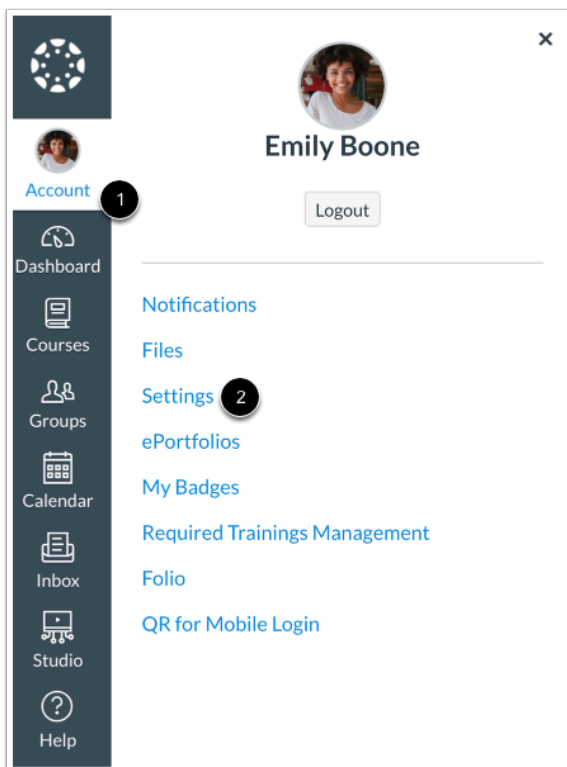 Emily Boone
Logout
Account
1
Dashboard
Courses
Groups
Calendar
Inbox
Studio
Help
Notifications
Files
Settings 2
ePortfolios
My Badges
Required Trainings Management
Folio
QR for Mobile Login